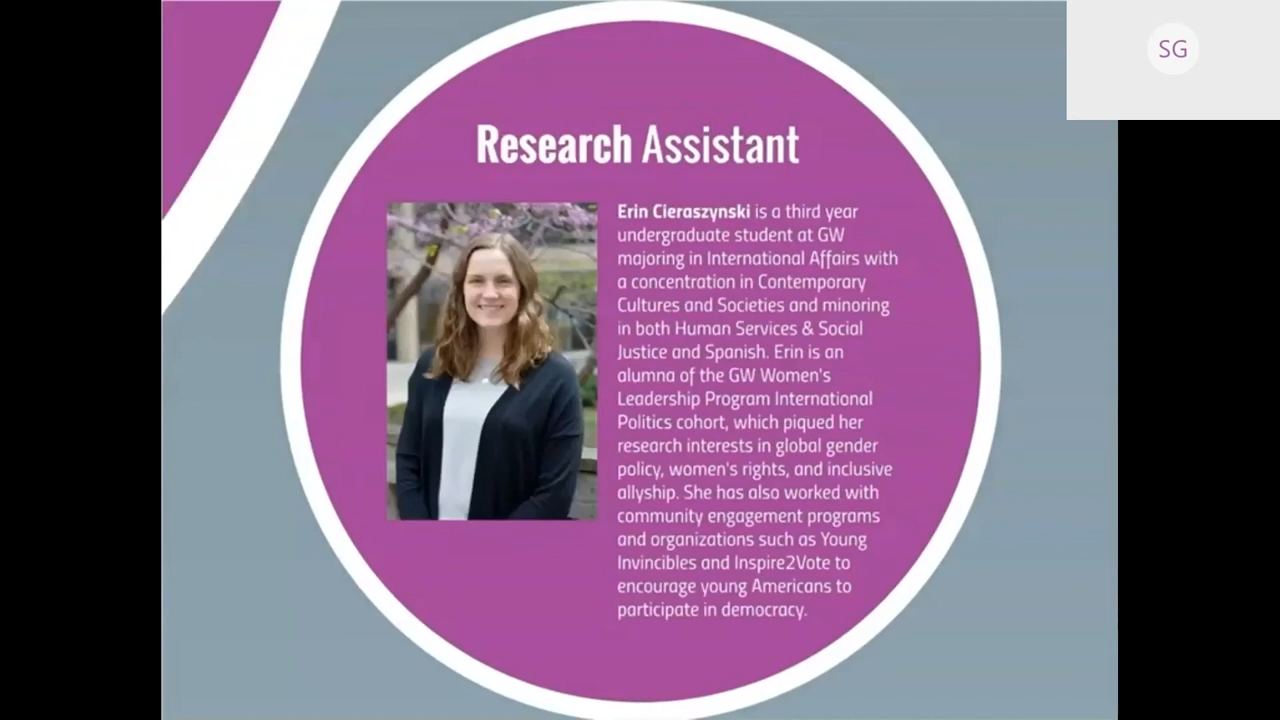 SG
Research Assistant
Erin Cieraszynski is a third year
undergraduate student at GW
majoring in International Affairs with
a concentration in Contemporary
Cultures and Societies and minoring
in both Human Services & Social
Justice and Spanish. Erin is an
alumna of the GW Women's
Leadership Program International
Politics cohort, which piqued her
research interests in global gender
policy, women's rights, and inclusive
allyship. She has also worked with
community engagement programs
and organizations such as Young
Invincibles and Inspire2Vote to
encourage young Americans to
participate in democracy.